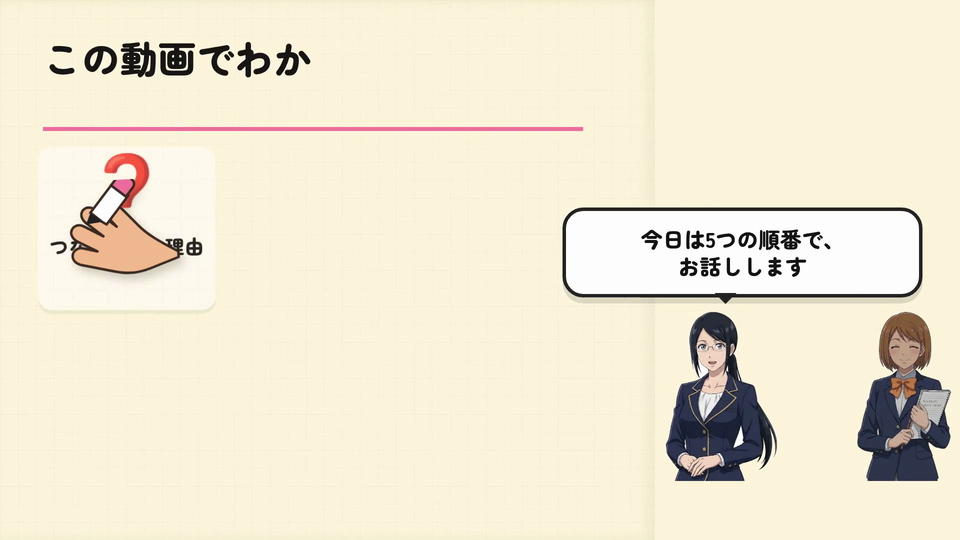 この動画でわか
つ
理由
今日は5つの順番で、
お話しします